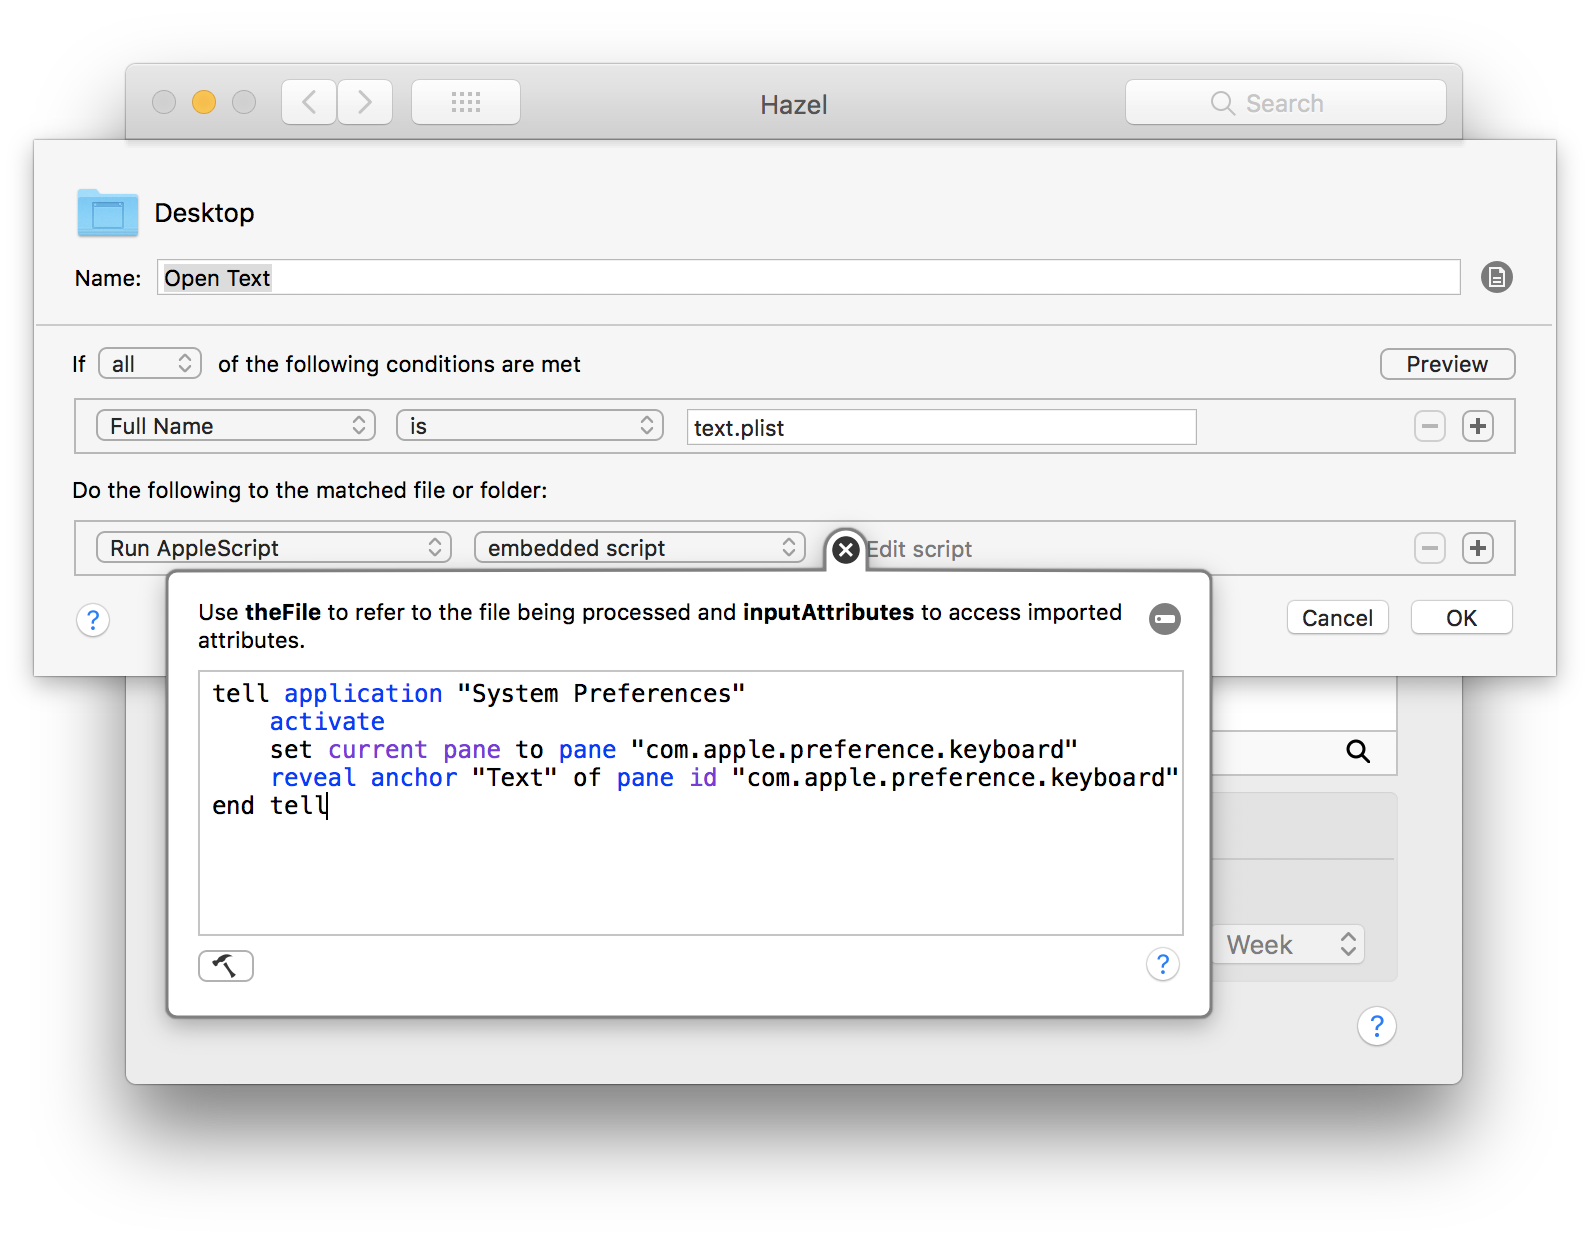 Hazel
Search
Desktop
Name: Open Text
If all of the following conditions are met Preview
Full Name is text.plist
Do the following to the matched file or folder:
Run AppleScript embedded script Edit script
Use theFile to refer to the file being processed and inputAttributes to access imported
attributes.
? Cancel OK
tell application "System Preferences"
activate
set current pane to pane "com.apple.preference.keyboard"
reveal anchor "Text" of pane id "com.apple.preference.keyboard"
end tell
Week
?
?